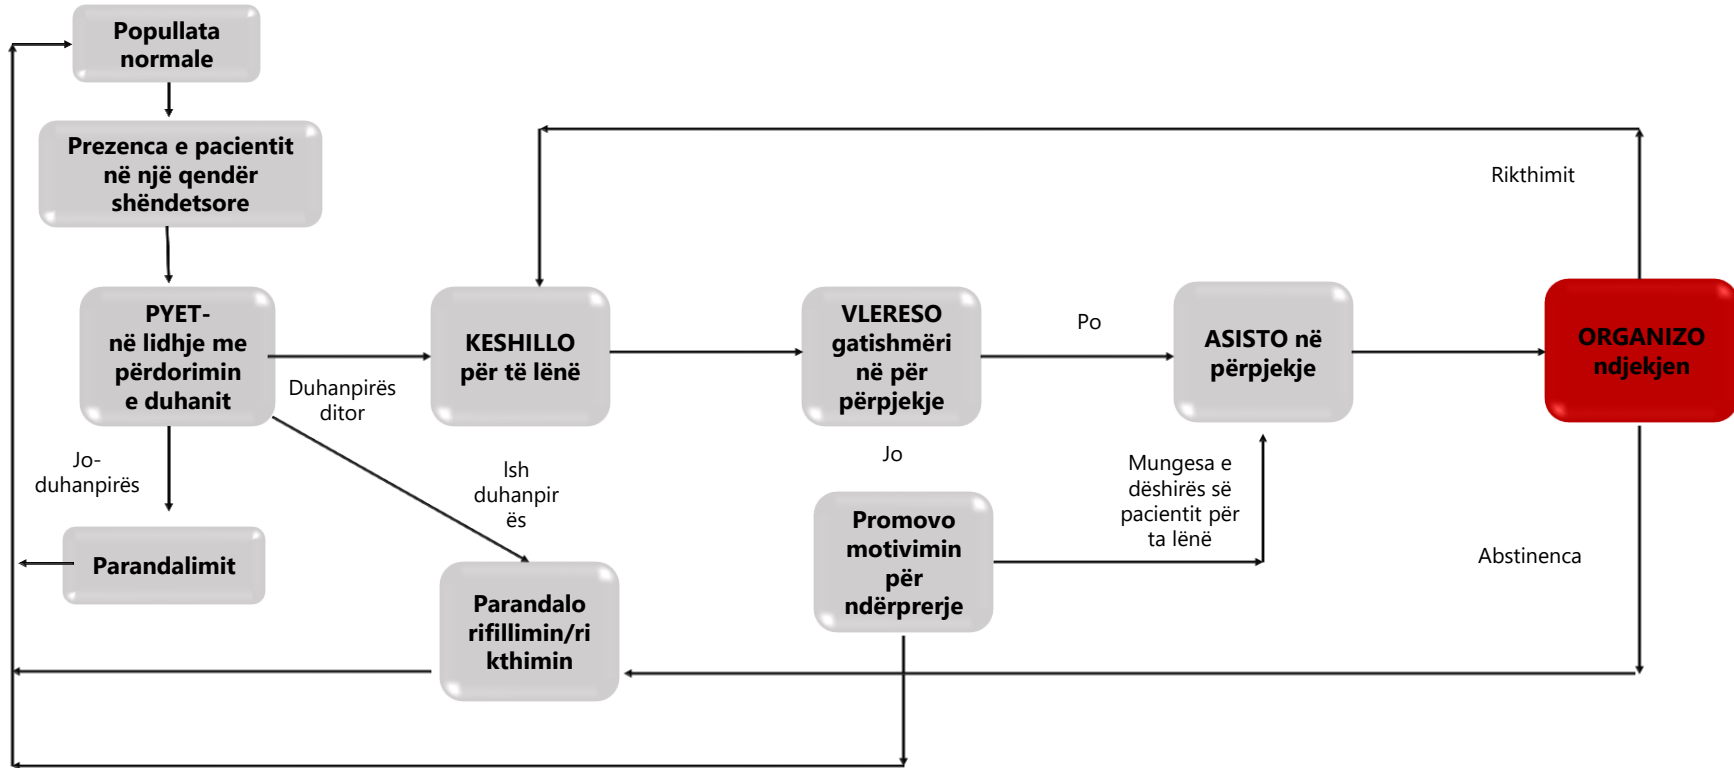 Popullata
normale
Prezenca e pacientit
në një qendër
shëndetsore
Rikthimit
PYET-
në lidhje me
përdorimin
e duhanit
KESHILLO
për të lënë
VLERESO
gatishmëri
në për
përpjekje
Po
ASISTO në
përpjekje
ORGANIZO
ndjekjen
Duhanpirës
ditor
Jo-
duhanpirës
Ish
duhanpir
ës
Jo
Mungesa e
dëshirës së
pacientit për
ta lënë
Promovo
motivimin
për
ndërprerje
Abstinenca
Parandalimit
Parandalo
rifillimin/ri
kthimin